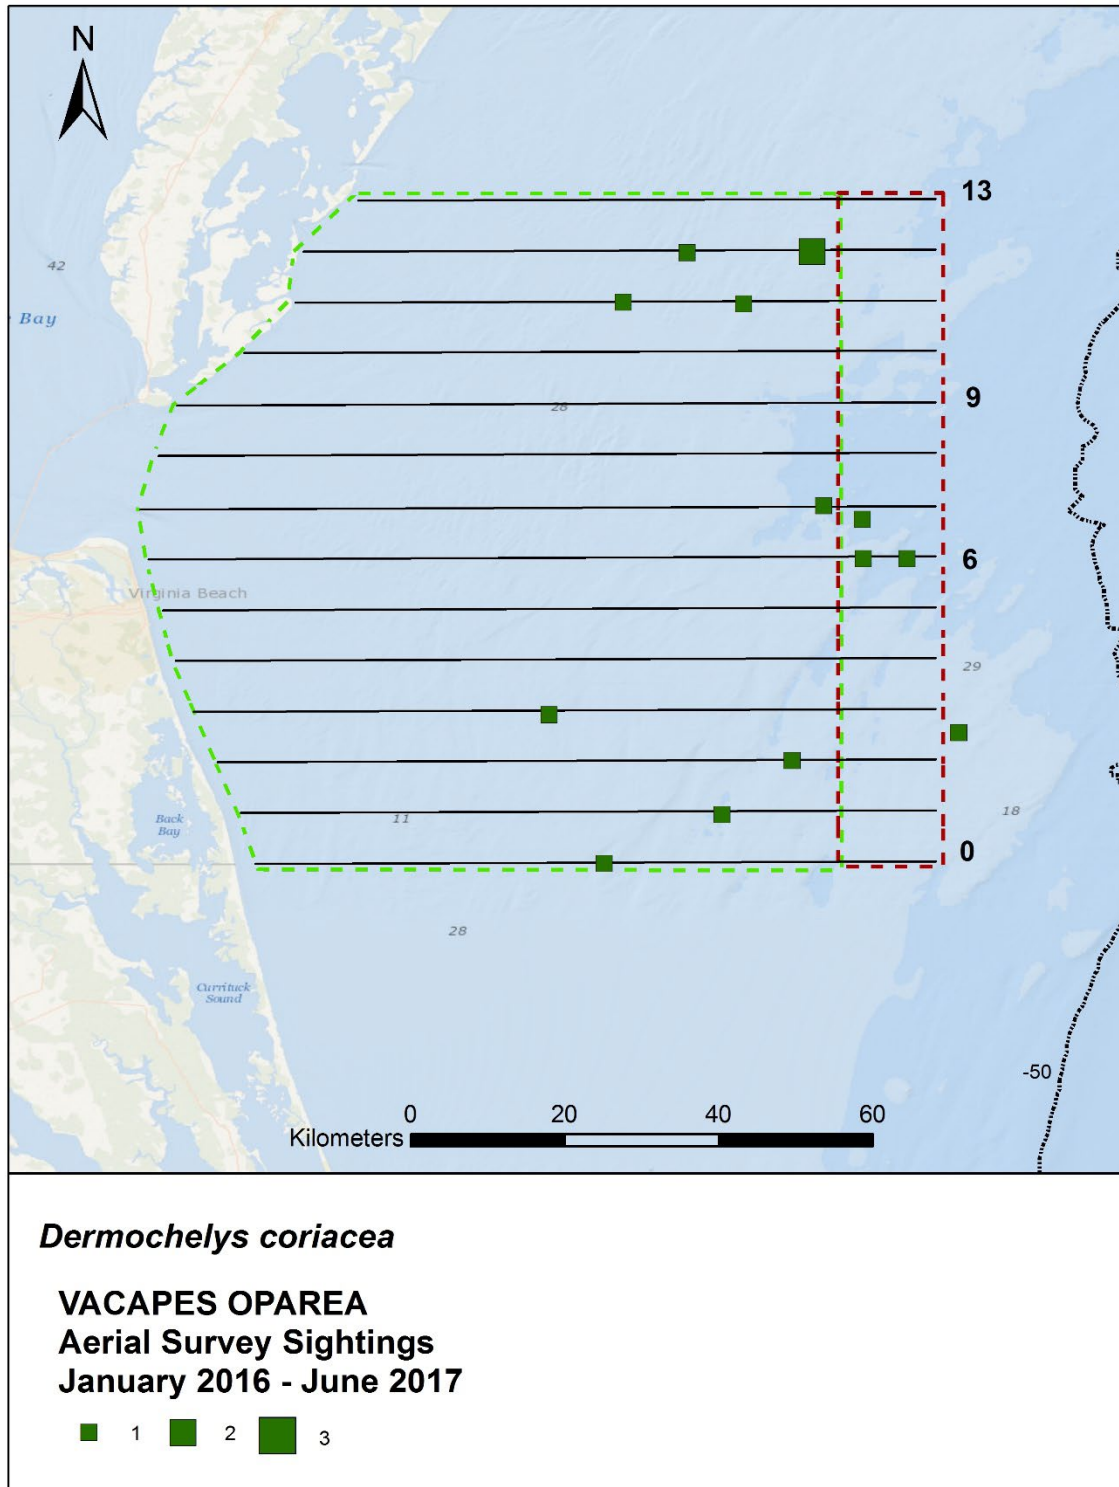 N
13
42
Bay
9
28
6
Virginia Beach
29
11
18
Back
Bay
0
28
Currituck
Sound
-50
0 20 40 60
Kilometers
Dermochelys coriacea
VACAPES OPAREA
Aerial Survey Sightings
January 2016 - June 2017
1 2 3